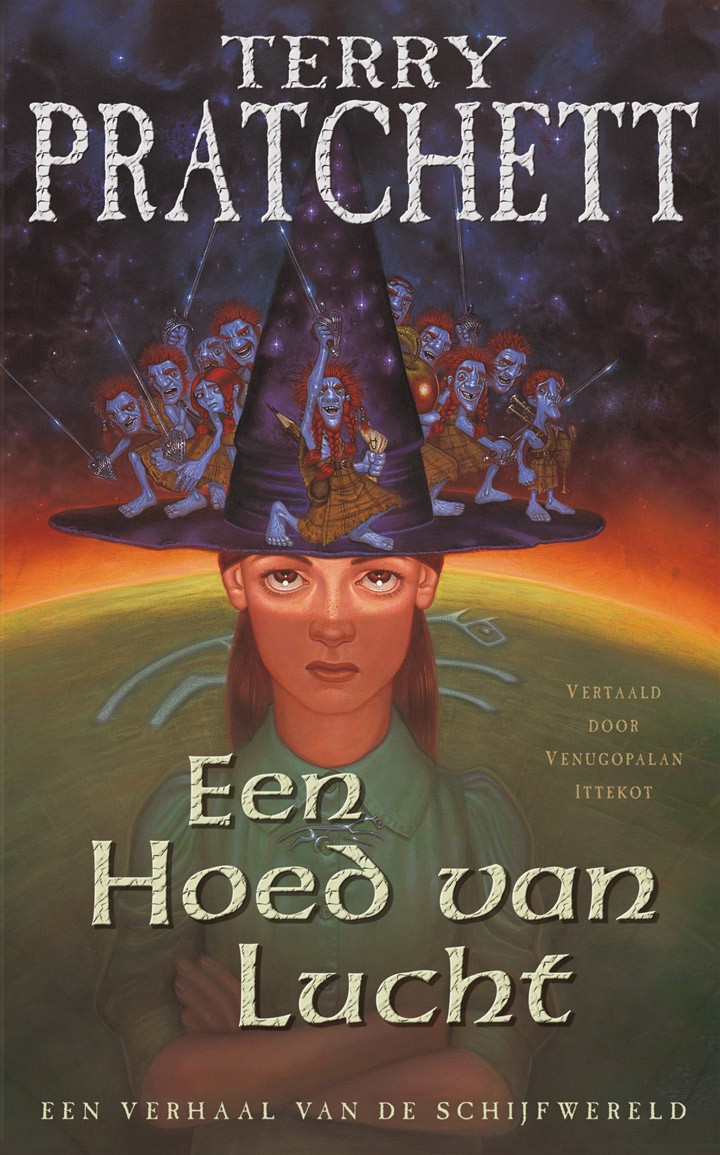 TERRY
PRATCHETT
VERTAALD
DOOR
VENUGOPALAN
ITTEKOT
Een
Hoed van
Lucht
EEN VERHAAL VAN DE SCHIJFWERELD